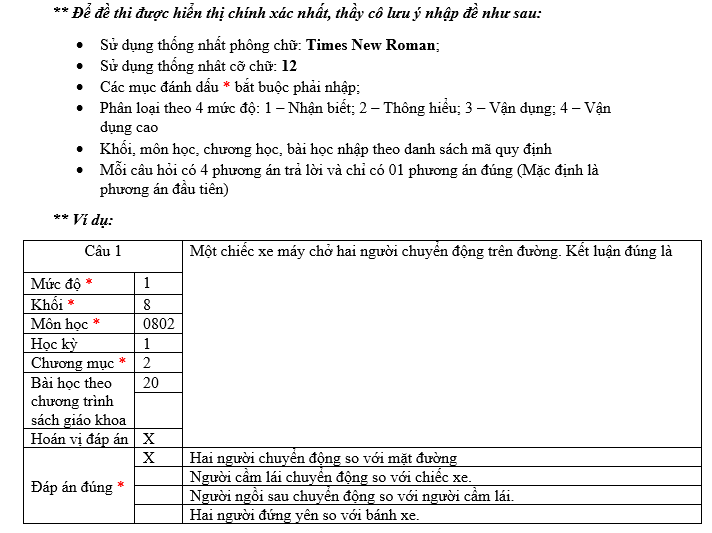 ** Để đề thi được hiển thị chính xác nhất, thầy cô lưu ý nhập đề như sau:
• Sử dụng thống nhất phông chữ: Times New Roman;
• Sử dụng thống nhât cỡ chữ: 12
• Các mục đánh dấu * bắt buộc phải nhập;
• Phân loại theo 4 mức độ: 1 – Nhận biết; 2 – Thông hiểu; 3 – Vận dụng; 4 – Vận
dụng cao
• Khối, môn học, chương học, bài học nhập theo danh sách mã quy định
• Mỗi câu hỏi có 4 phương án trả lời và chỉ có 01 phương án đúng (Mặc định là
phương án đầu tiên)
** Ví dụ:
Câu 1 Một chiếc xe máy chở hai người chuyển động trên đường. Kết luận đúng là
Mức độ * 1
Khối * 8
Môn học * 0802
Học kỳ 1
Chương mục * 2
Bài học theo 20
chương trình
sách giáo khoa
Hoán vị đáp án X
X Hai người chuyển động so với mặt đường
Người cầm lái chuyển động so với chiếc xe.
Đáp án đúng *
Người ngồi sau chuyển động so với người cầm lái.
Hai người đứng yên so với bánh xe.